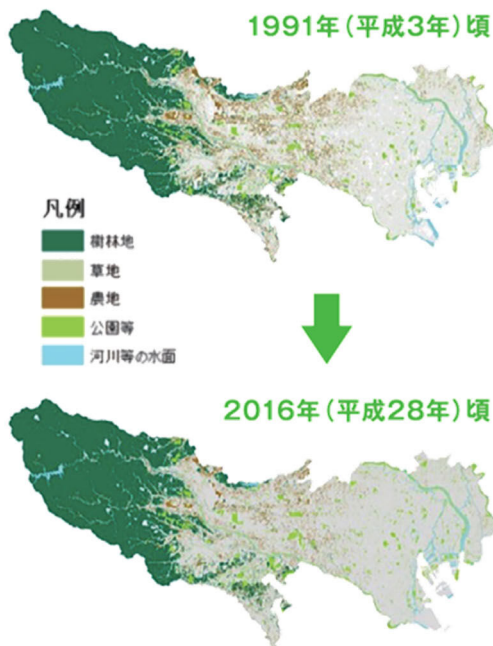 1991年(平成3年)頃
凡例
樹林地
草地
農地
公園等
河川等の水面
2016年(平成28年)頃